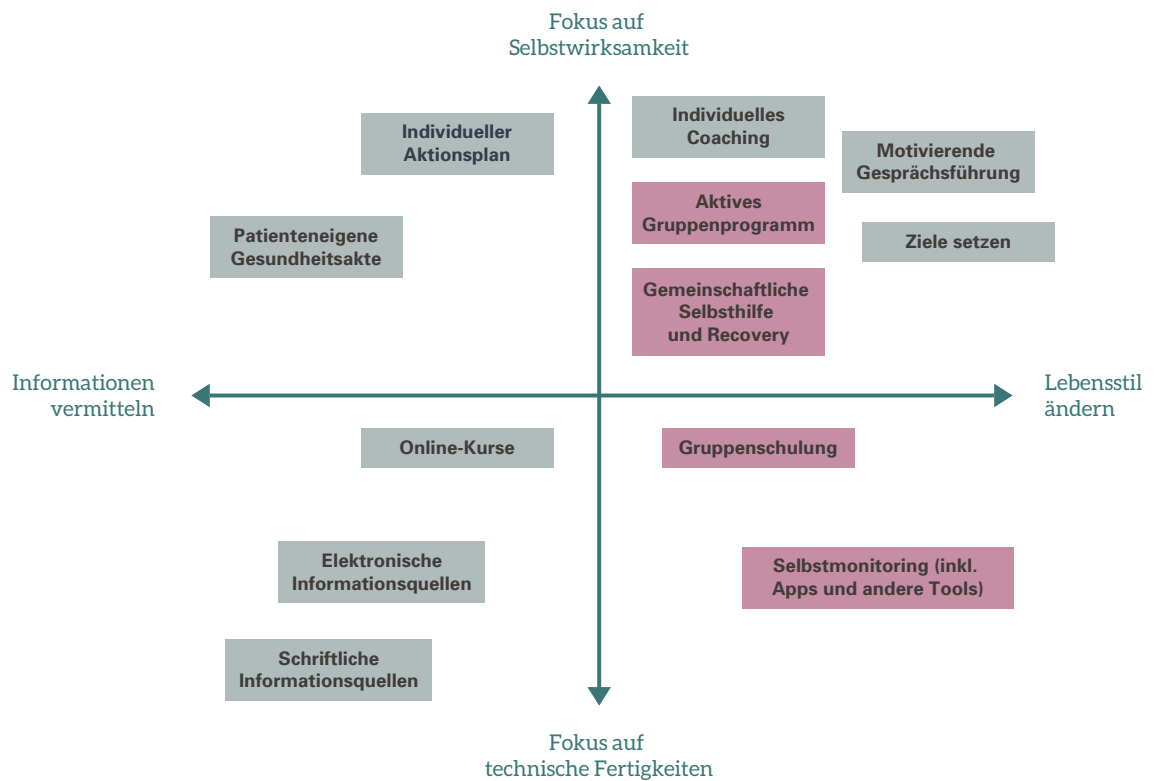 Fokus auf
Selbstwirksamkeit
Individueller
Aktionsplan
Individuelles
Coaching
Motivierende
Gesprächsführung
Aktives
Gruppenprogramm
Patienteneigene
Gesundheitsakte
Ziele setzen
Gemeinschaftliche
Selbsthilfe
und Recovery
Informationen
vermitteln
Lebensstil
ändern
Online-Kurse
Gruppenschulung
Elektronische
Informationsquellen
Selbstmonitoring (inkl.
Apps und andere Tools)
Schriftliche
Informationsquellen
Fokus auf
technische Fertigkeiten